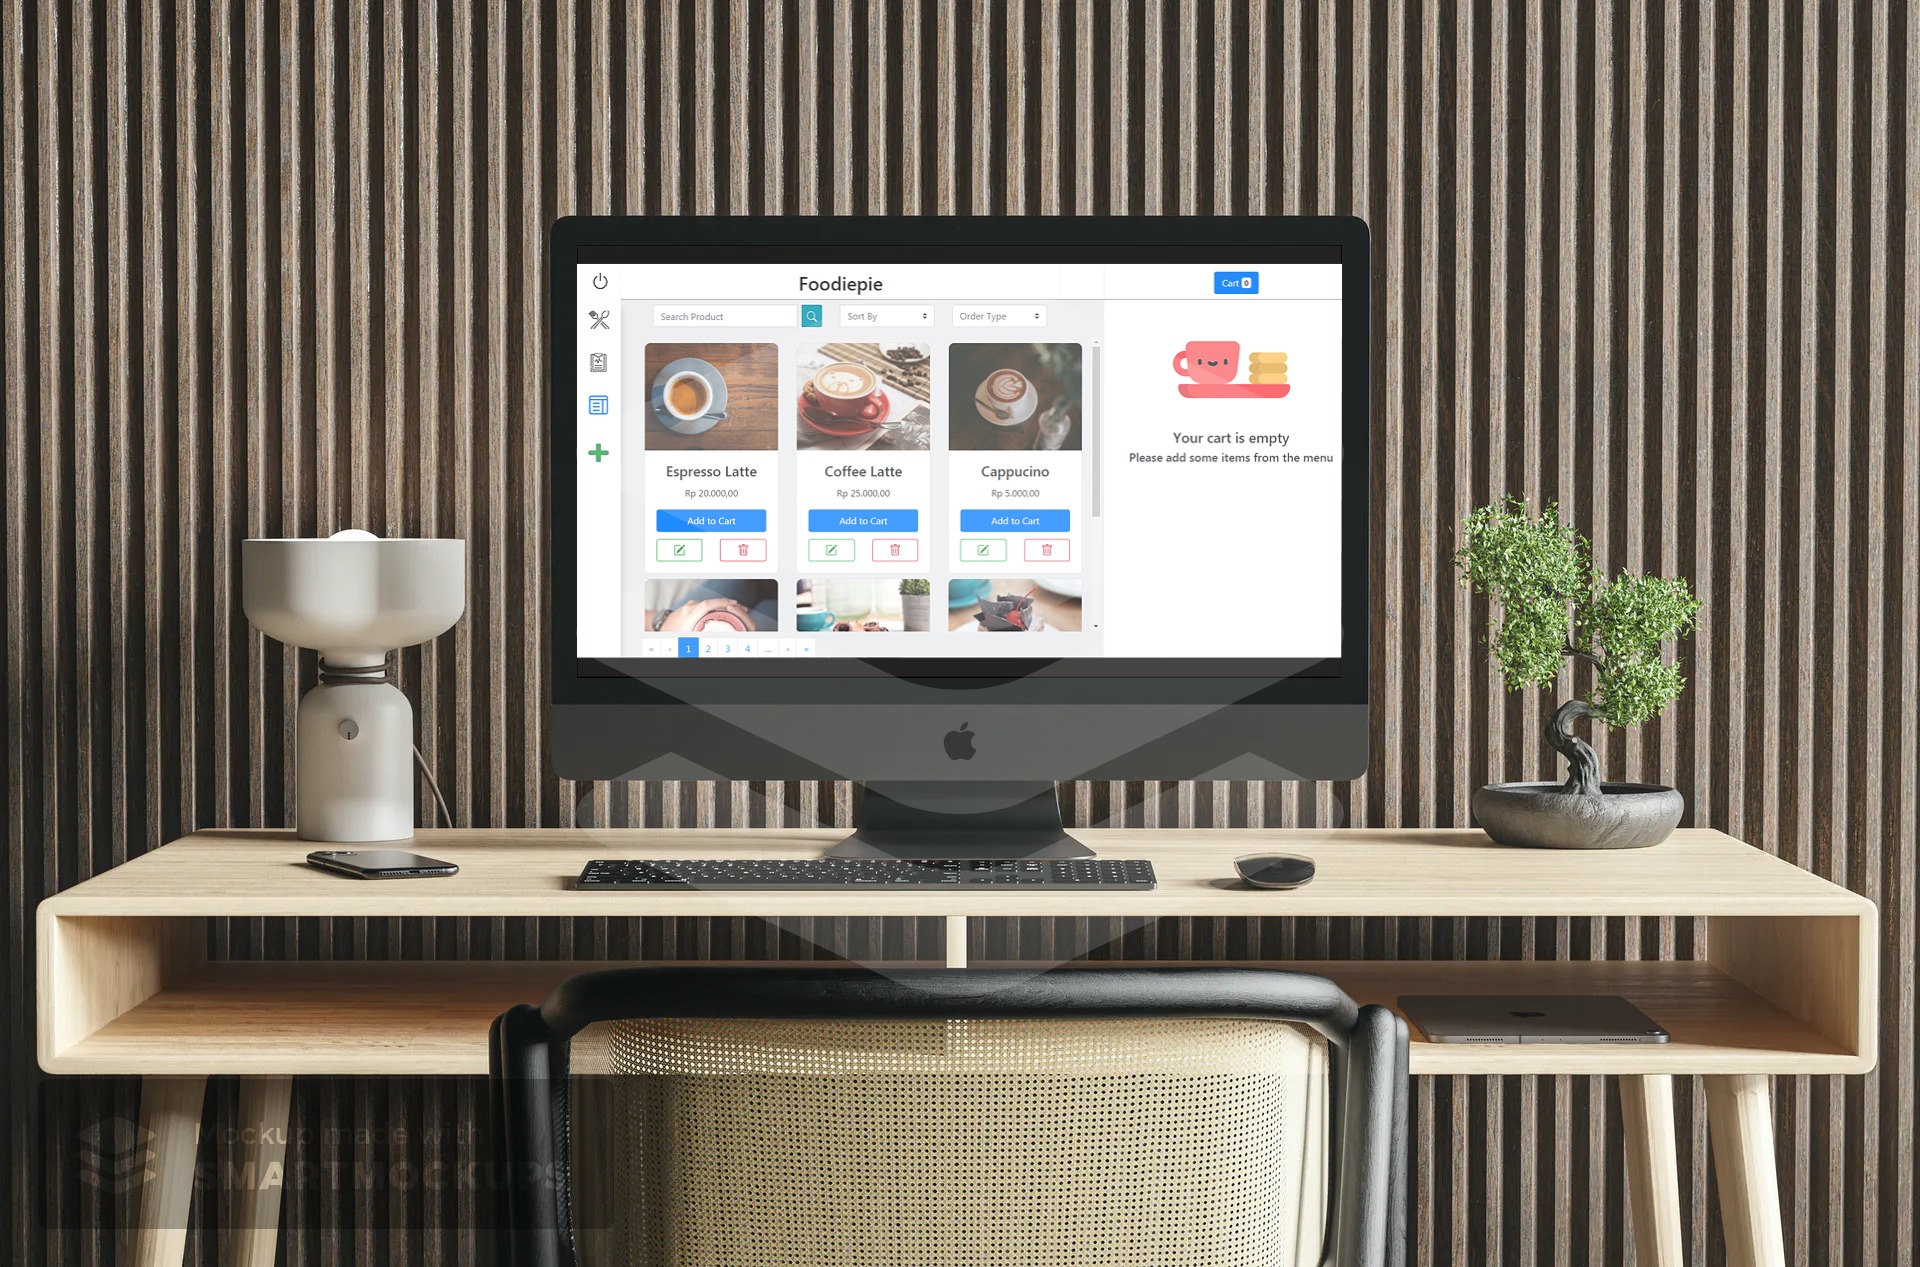 Foodiepie
Cart 0
Search Product
Sort By
Order Type
Espresso Latte
Coffee Latte
Cappucino
Rp 20.000,00
Rp 25.000,00
Rp 5.000,00
Add to Cart
Add to Cart
Add to Cart
Your cart is empty
Please add some items from the menu
« ‹ 1 2 3 4 ... › »
Mockup made with
SMARTMOCKUPS